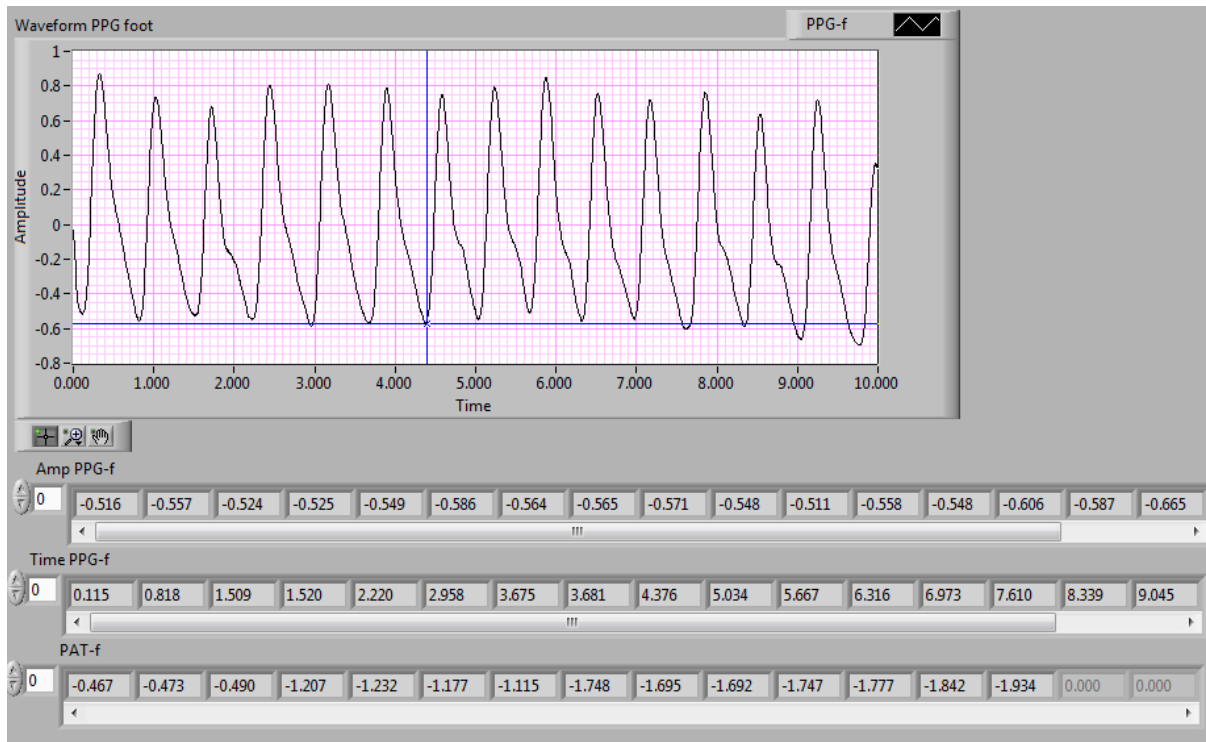 Waveform PPG foot PPG-f
1
0.8
0.6
0.4
0.2
0
-0.2
-0.4
-0.6
-0.8
Amplitude
0.000 1.000 2.000 3.000 4.000 5.000 6.000 7.000 8.000 9.000 10.000
Time
Amp PPG-f
0 -0.516 -0.557 -0.524 -0.525 -0.549 -0.586 -0.564 -0.565 -0.571 -0.548 -0.511 -0.558 -0.548 -0.606 -0.587 -0.665
Time PPG-f
0 0.115 0.818 1.509 1.520 2.220 2.958 3.675 3.681 4.376 5.034 5.667 6.316 6.973 7.610 8.339 9.045
PAT-f
0 -0.467 -0.473 -0.490 -1.207 -1.232 -1.177 -1.115 -1.748 -1.695 -1.692 -1.747 -1.777 -1.842 -1.934 0.000 0.000